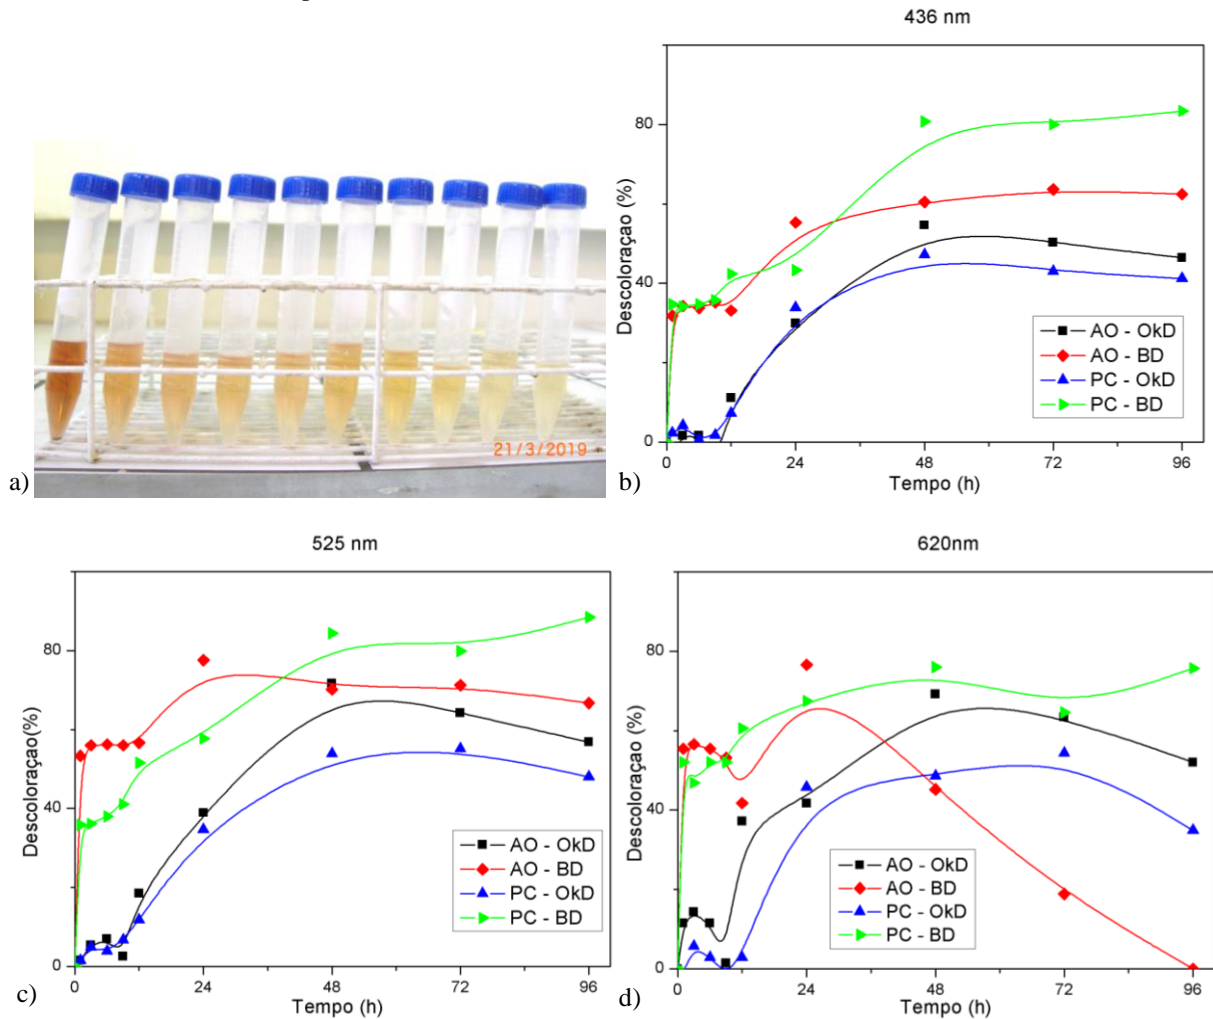 436 nm
80
40
0
0
24
48
72
96
Descoloraçao (%)
Tempo (h)
AO - OkD
AO - BD
PC - OkD
PC - BD
21/3/2019
a)
b)
525 nm
80
40
0
0
24
48
72
96
Descoloraçao(%)
Tempo (h)
AO - OkD
AO - BD
PC - OkD
PC - BD
c)
620nm
80
40
0
0
24
48
72
96
Descoloraçao (%)
Tempo (h)
AO - OkD
AO - BD
PC - OkD
PC - BD
d)